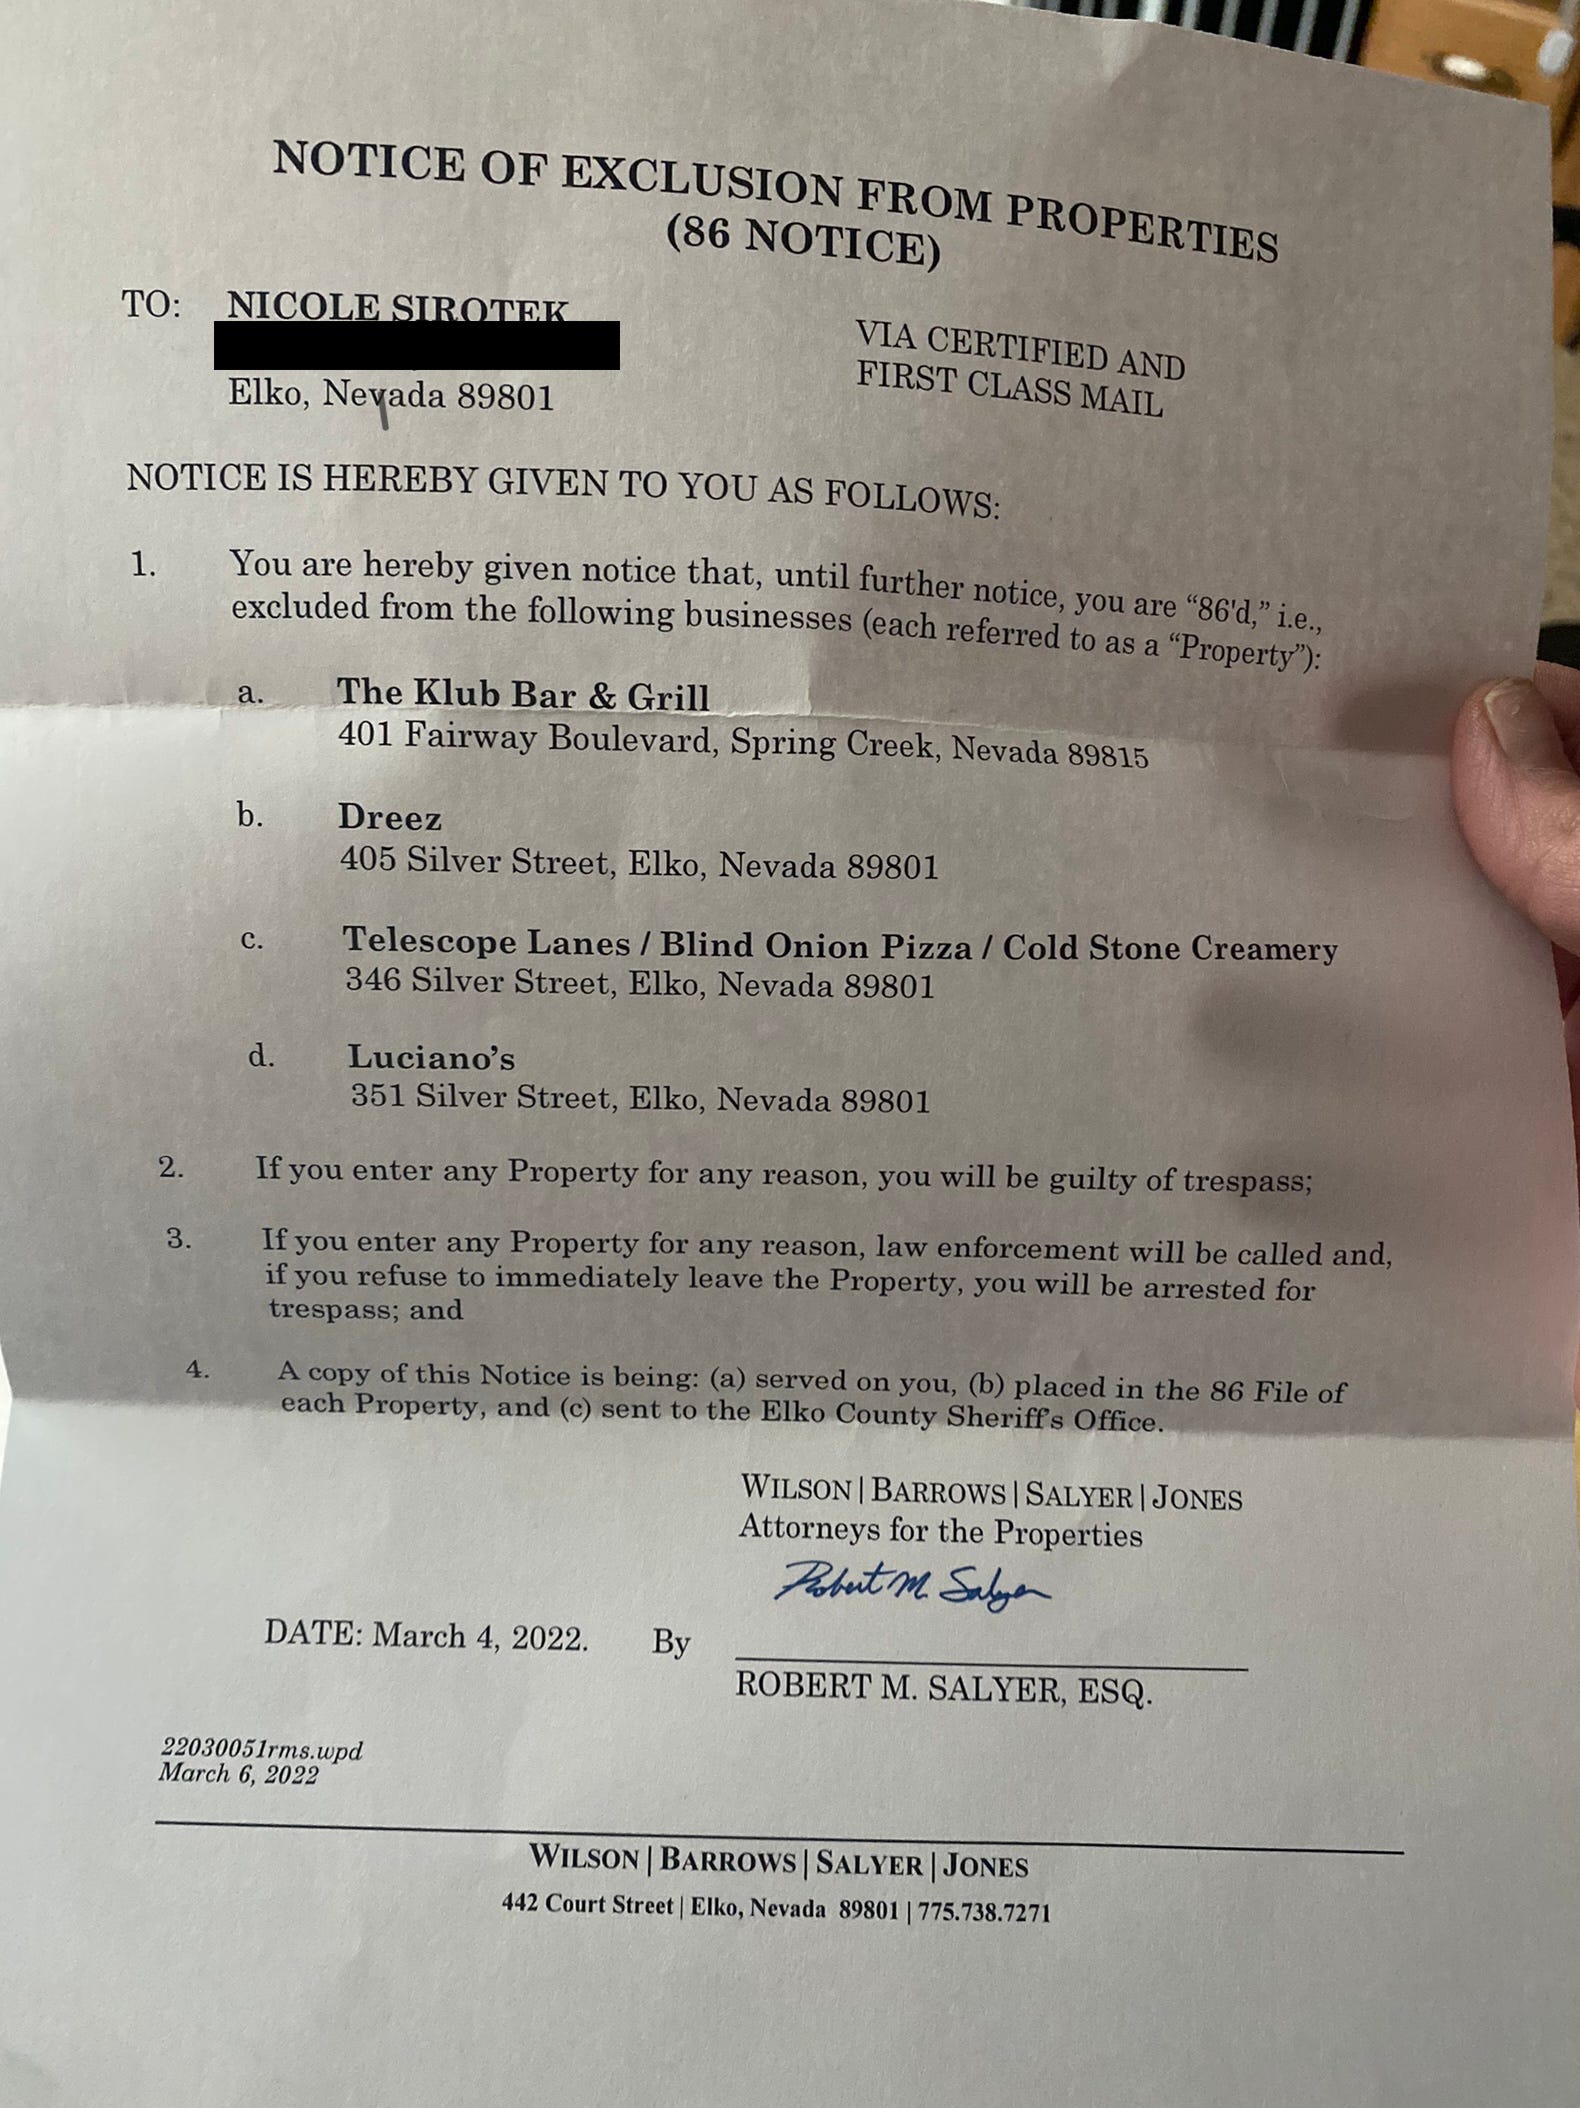 NOTICE OF EXCLUSION FROM PROPERTIES
(86 NOTICE)
TO: NICOLE SIROTEK
VIA CERTIFIED AND
FIRST CLASS MAIL
Elko, Nevada 89801
NOTICE IS HEREBY GIVEN TO YOU AS FOLLOWS:
1. You are hereby given notice that, until further notice, you are “86'd,” i.e.,
excluded from the following businesses (each referred to as a “Property”):
a. The Klub Bar & Grill
401 Fairway Boulevard, Spring Creek, Nevada 89815
b. Dreez
405 Silver Street, Elko, Nevada 89801
c. Telescope Lanes / Blind Onion Pizza / Cold Stone Creamery
346 Silver Street, Elko, Nevada 89801
d. Luciano’s
351 Silver Street, Elko, Nevada 89801
2. If you enter any Property for any reason, you will be guilty of trespass;
3. If you enter any Property for any reason, law enforcement will be called and,
if you refuse to immediately leave the Property, you will be arrested for
trespass; and
4. A copy of this Notice is being: (a) served on you, (b) placed in the 86 File of
each Property, and (c) sent to the Elko County Sheriff’s Office.
WILSON | BARROWS | SALYER | JONES
Attorneys for the Properties
Robert M. Salyer
DATE: March 4, 2022. By
ROBERT M. SALYER, ESQ.
22030051rms.wpd
March 6, 2022
WILSON | BARROWS | SALYER | JONES
442 Court Street | Elko, Nevada 89801 | 775.738.7271